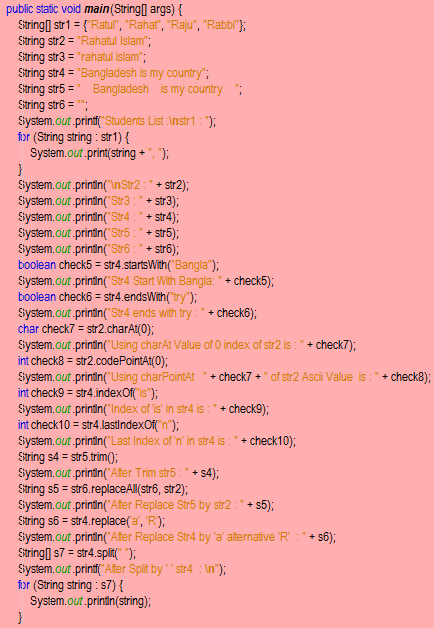 public static void main(String[] args) {
String[] str1 = {"Ratul", "Rahat", "Raju", "Rabbi"};
String str2 = "Rahatul Islam";
String str3 = "rahatul islam";
String str4 = "Bangladesh is my country";
String str5 = "    Bangladesh    is my country    ";
String str6 = "";
System.out.printf("Students List :\nstr1 : ");
for (String string : str1) {
System.out.print(string + ", ");
}
System.out.println("\nStr2 : " + str2);
System.out.println("Str3 : " + str3);
System.out.println("Str4 : " + str4);
System.out.println("Str5 : " + str5);
System.out.println("Str6 : " + str6);
boolean check5 = str4.startsWith("Bangla");
System.out.println("Str4 Start With Bangla: " + check5);
boolean check6 = str4.endsWith("try");
System.out.println("Str4 ends with try : " + check6);
char check7 = str2.charAt(0);
System.out.println("Using charAt Value of 0 index of str2 is : " + check7);
int check8 = str2.codePointAt(0);
System.out.println("Using charPointAt   " + check7 + " of str2 Ascii Value  is : " + check8);
int check9 = str4.indexOf("is");
System.out.println("Index of 'is' in str4 is : " + check9);
int check10 = str4.lastIndexOf("n");
System.out.println("Last Index of 'n' in str4 is : " + check10);
String s4 = str5.trim();
System.out.println("After Trim str5 : " + s4);
String s5 = str6.replaceAll(str6, str2);
System.out.println("After Replace Str5 by str2 : " + s5);
String s6 = str4.replace('a', 'R');
System.out.println("After Replace Str4 by 'a' alternative 'R'  : " + s6);
String[] s7 = str4.split(" ");
System.out.printf("After Split by ' ' str4  : \n");
for (String string : s7) {
System.out.println(string);
}